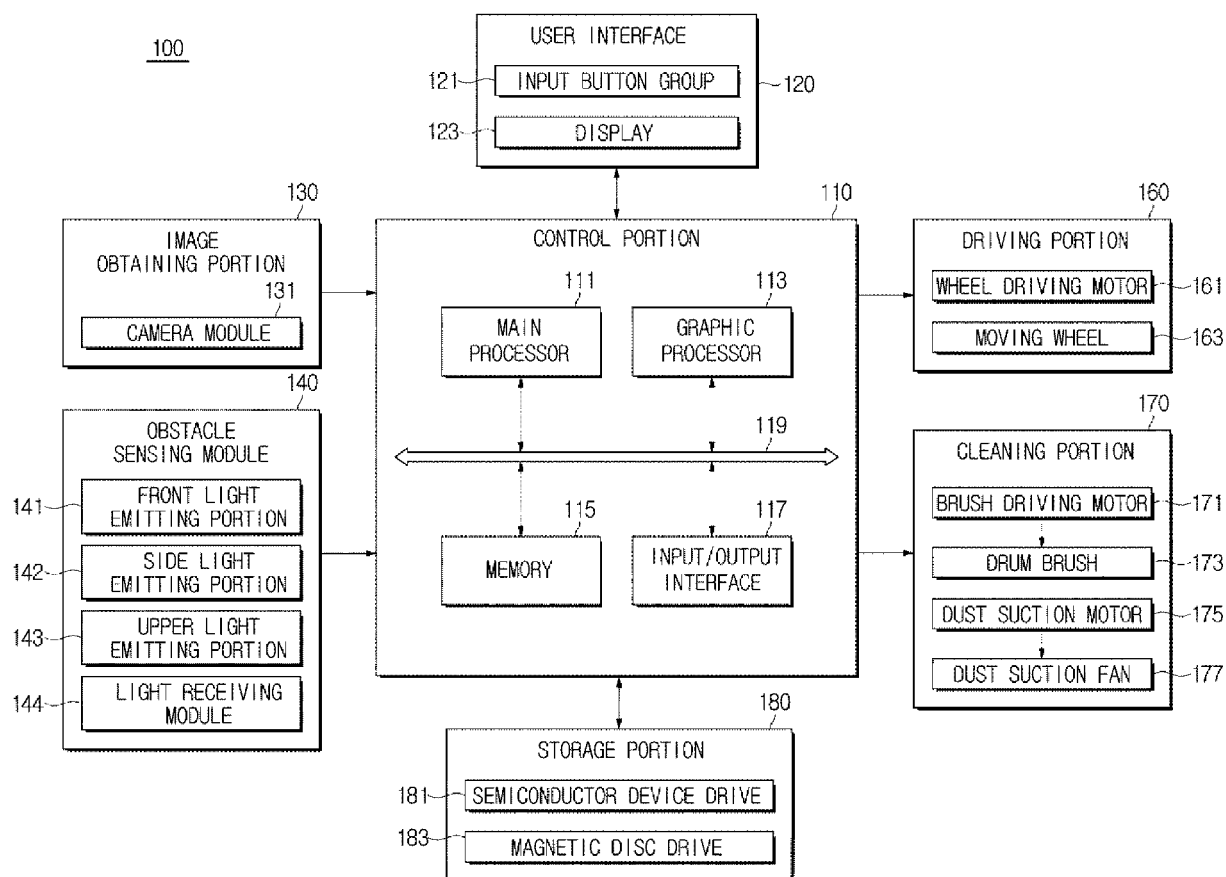 100
USER INTERFACE
121
INPUT BUTTON GROUP
120
123
DISPLAY
130
IMAGE
OBTAINING PORTION
131
CAMERA MODULE
140
OBSTACLE
SENSING MODULE
141
FRONT LIGHT
EMITTING PORTION
142
SIDE LIGHT
EMITTING PORTION
143
UPPER LIGHT
EMITTING PORTION
144
LIGHT RECEIVING
MODULE
110
CONTROL PORTION
111
MAIN
PROCESSOR
113
GRAPHIC
PROCESSOR
119
115
MEMORY
117
INPUT/OUTPUT
INTERFACE
160
DRIVING PORTION
WHEEL DRIVING MOTOR
161
MOVING WHEEL
163
170
CLEANING PORTION
BRUSH DRIVING MOTOR
171
DRUM BRUSH
173
DUST SUCTION MOTOR
175
DUST SUCTION FAN
177
180
STORAGE PORTION
181
SEMICONDUCTOR DEVICE DRIVE
183
MAGNETIC DISC DRIVE